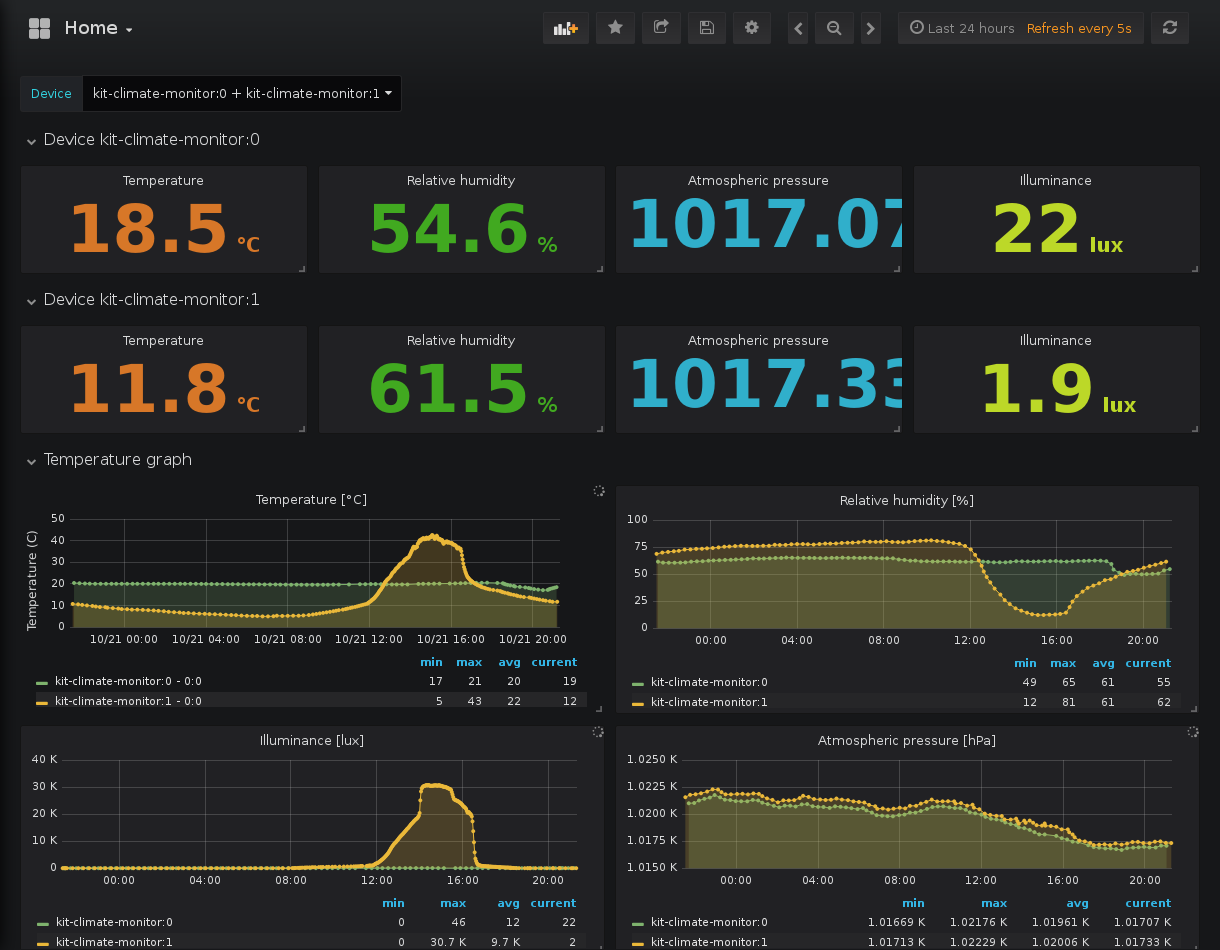 Home
Last 24 hours Refresh every 5s
Device kit-climate-monitor:0 + kit-climate-monitor:1
Device kit-climate-monitor:0
Temperature Relative humidity Atmospheric pressure Illuminance
18.5 °C 54.6 % 1017.07 22 lux
Device kit-climate-monitor:1
Temperature Relative humidity Atmospheric pressure Illuminance
11.8 °C 61.5 % 1017.33 1.9 lux
Temperature graph
Temperature [°C]
Temperature (C)
50
40
30
20
10
0
10/21 00:00 10/21 04:00 10/21 08:00 10/21 12:00 10/21 16:00 10/21 20:00
min max avg current
kit-climate-monitor:0 - 0:0 17 21 20 19
kit-climate-monitor:1 - 0:0 5 43 22 12
Relative humidity [%]
100
75
50
25
0
00:00 04:00 08:00 12:00 16:00 20:00
min max avg current
kit-climate-monitor:0 49 65 61 55
kit-climate-monitor:1 12 81 61 62
Illuminance [lux]
40 K
30 K
20 K
10 K
0
00:00 04:00 08:00 12:00 16:00 20:00
min max avg current
kit-climate-monitor:0 0 46 12 22
kit-climate-monitor:1 0 30.7 K 9.7 K 2
Atmospheric pressure [hPa]
1.0250 K
1.0225 K
1.0200 K
1.0175 K
1.0150 K
00:00 04:00 08:00 12:00 16:00 20:00
min max avg current
kit-climate-monitor:0 1.01669 K 1.02176 K 1.01961 K 1.01707 K
kit-climate-monitor:1 1.01713 K 1.02229 K 1.02006 K 1.01733 K